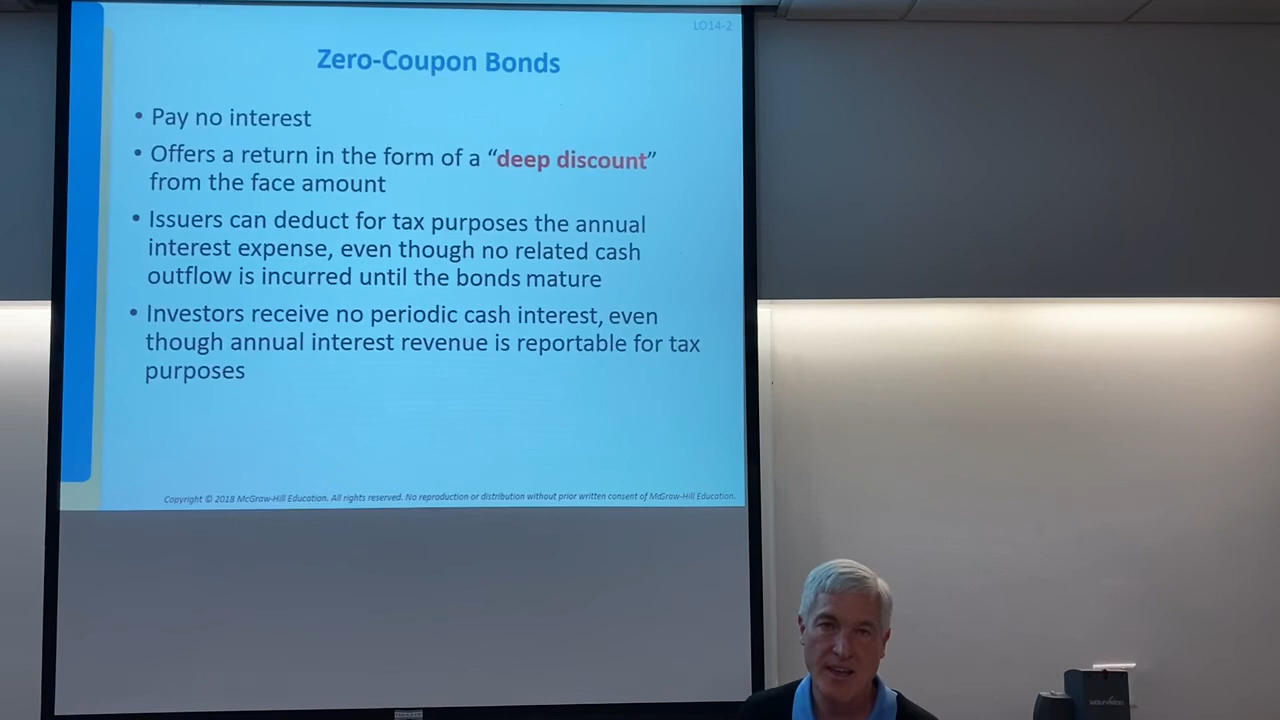 LO14-2
Zero-Coupon Bonds
• Pay no interest
• Offers a return in the form of a “deep discount”
from the face amount
• Issuers can deduct for tax purposes the annual
interest expense, even though no related cash
outflow is incurred until the bonds mature
• Investors receive no periodic cash interest, even
though annual interest revenue is reportable for tax
purposes
Copyright © 2018 McGraw-Hill Education. All rights reserved. No reproduction or distribution without prior written consent of McGraw-Hill Education.
wolfvision